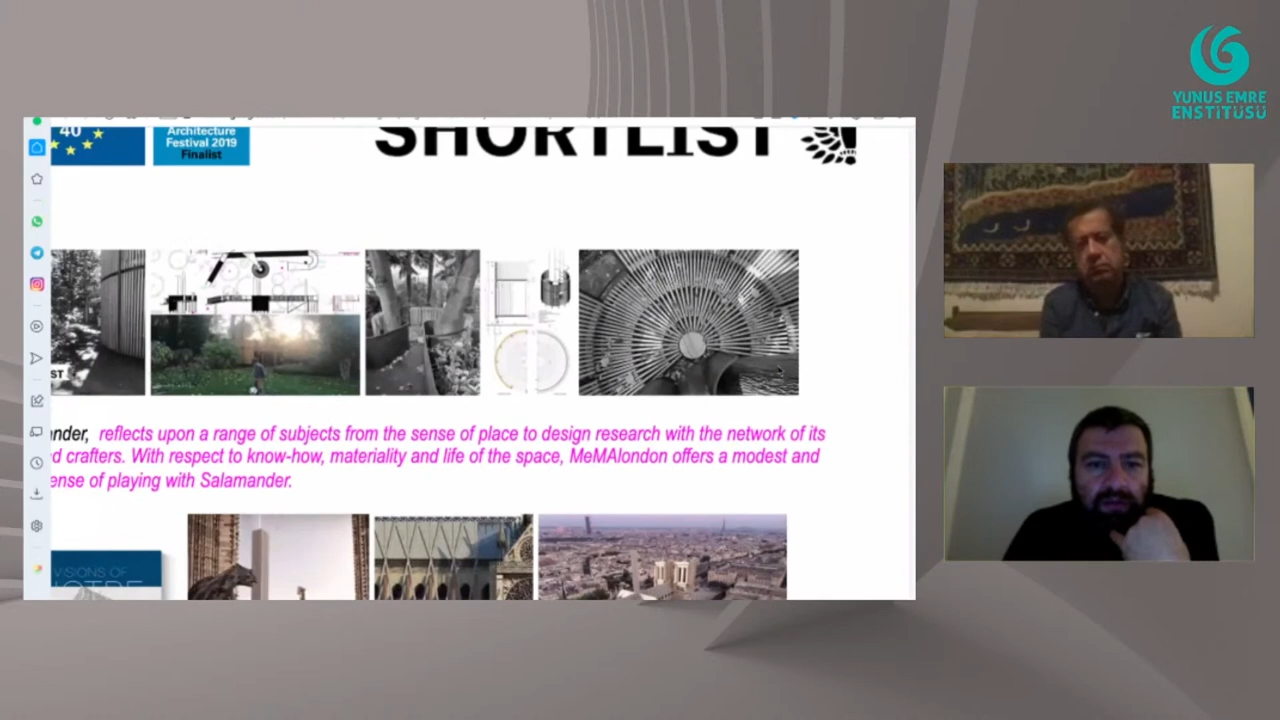 YUNUS EMRE
ENSTİTÜSÜ
40
Architecture
Festival 2019
Finalist
SHORTLIST
ST
nder, reflects upon a range of subjects from the sense of place to design research with the network of its
d crafters. With respect to know-how, materiality and life of the space, MeMAlondon offers a modest and
ense of playing with Salamander.
VISIONS OF